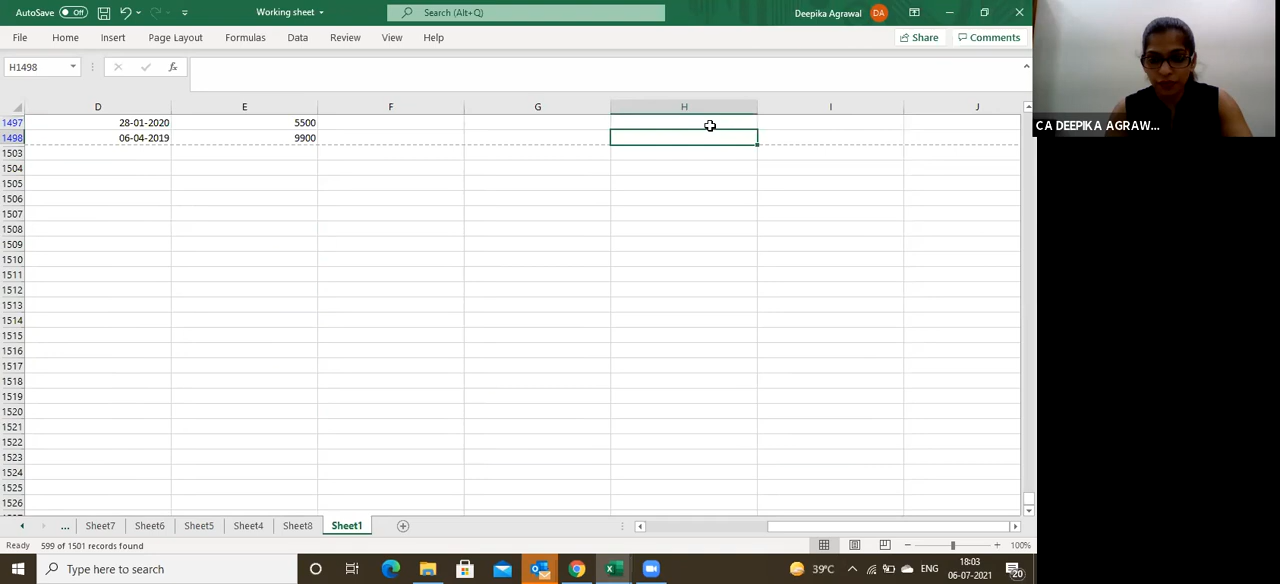 AutoSave Off Working sheet Search (Alt+Q) Deepika Agrawal DA
File Home Insert Page Layout Formulas Data Review View Help Share Comments
H1498 fx
D E F G H I J
1497 28-01-2020 5500
1498 06-04-2019 9900
1503
1504
1505
1506
1507
1508
1509
1510
1511
1512
1513
1514
1515
1516
1517
1518
1519
1520
1521
1522
1523
1524
1525
1526
... Sheet7 Sheet6 Sheet5 Sheet4 Sheet8 Sheet1
Ready 599 of 1501 records found 100%
Type here to search 39°C ENG 18:03
06-07-2021 20
CA DEEPIKA AGRAW...